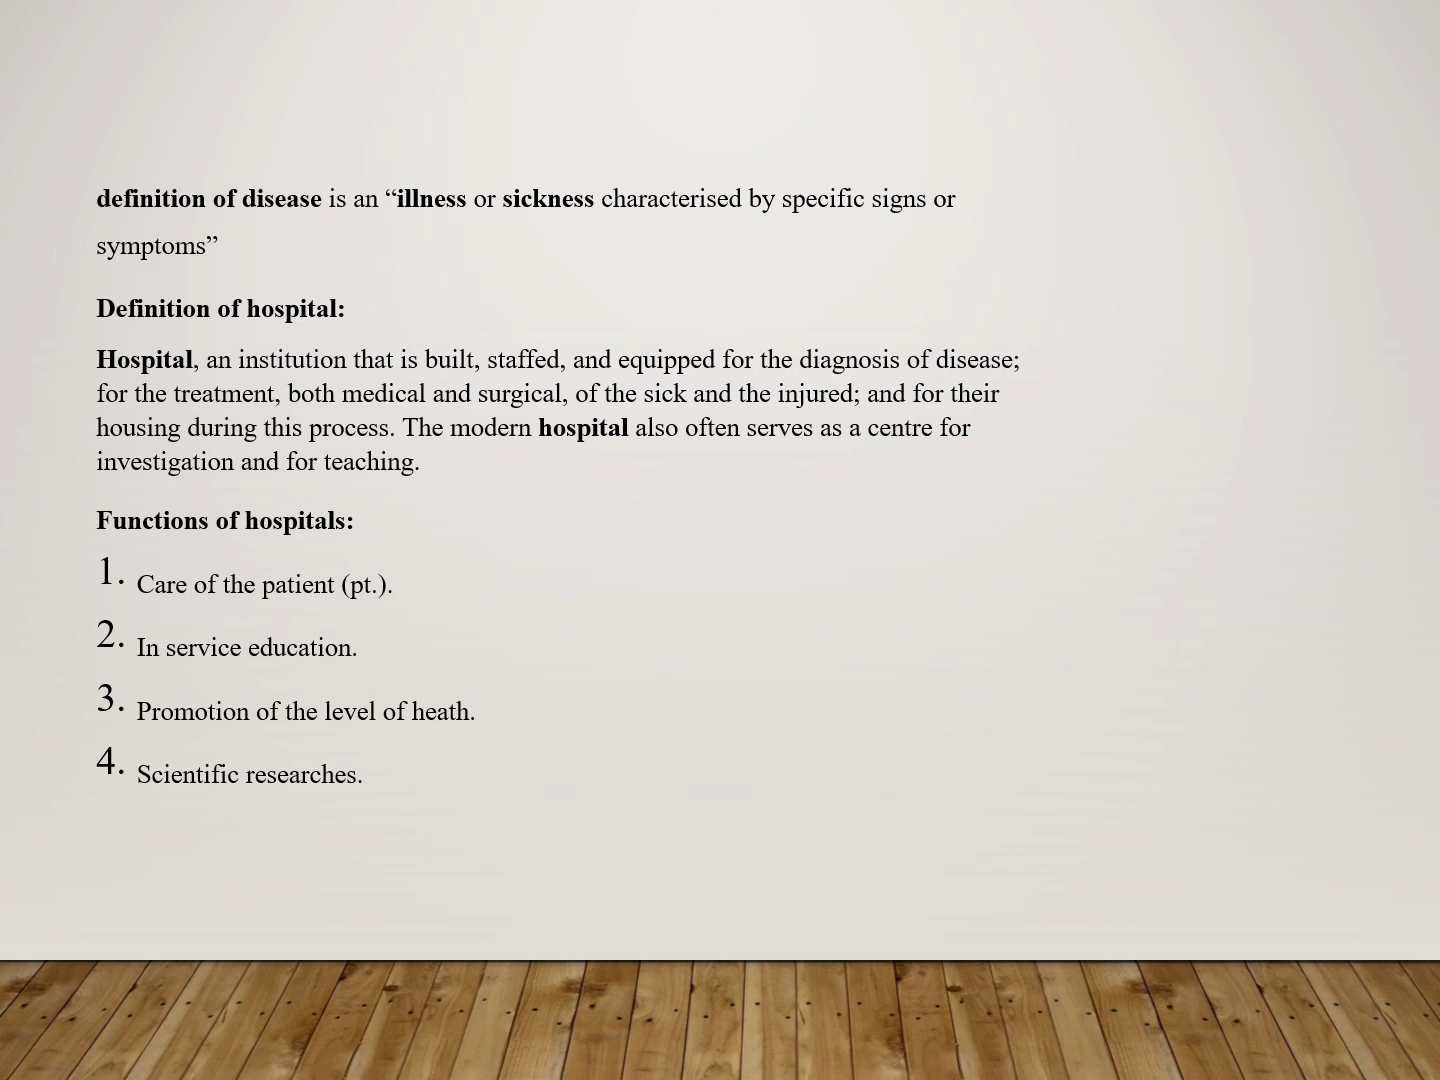 definition of disease is an “illness or sickness characterised by specific signs or
symptoms”
Definition of hospital:
Hospital, an institution that is built, staffed, and equipped for the diagnosis of disease;
for the treatment, both medical and surgical, of the sick and the injured; and for their
housing during this process. The modern hospital also often serves as a centre for
investigation and for teaching.
Functions of hospitals:
1. Care of the patient (pt.).
2. In service education.
3. Promotion of the level of heath.
4. Scientific researches.